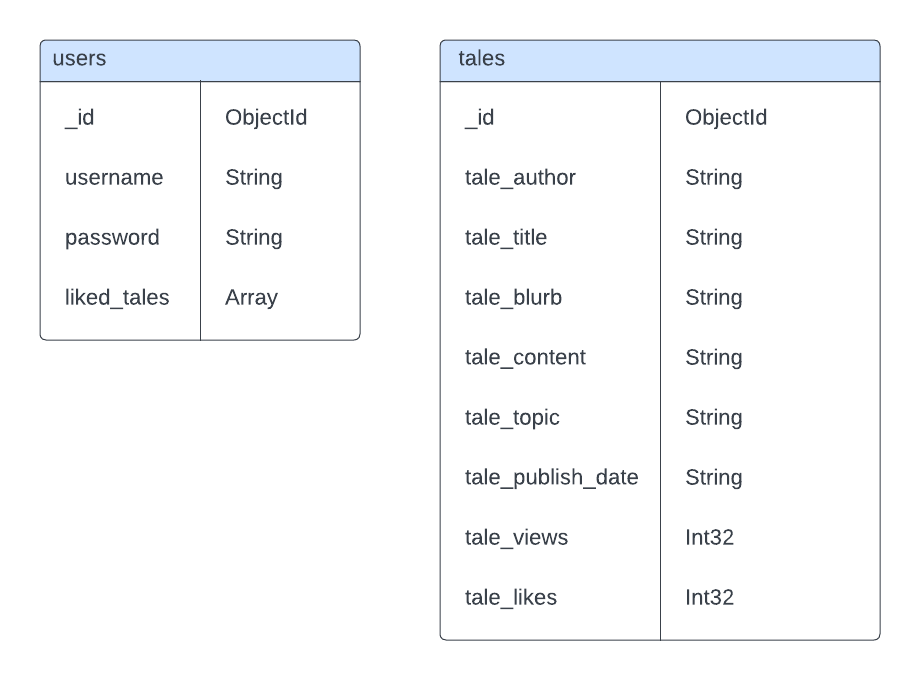 users
_id ObjectId
username String
password String
liked_tales Array
tales
_id ObjectId
tale_author String
tale_title String
tale_blurb String
tale_content String
tale_topic String
tale_publish_date String
tale_views Int32
tale_likes Int32